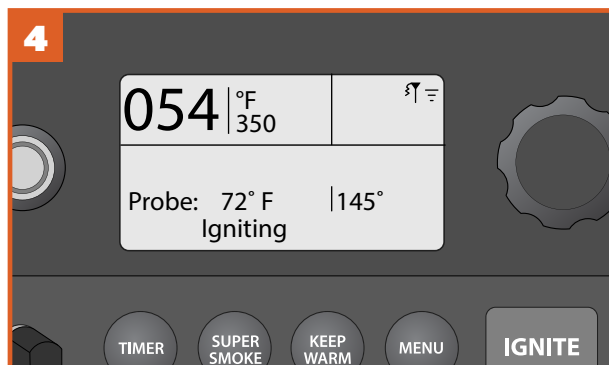 4
054 °F
350
Probe: 72˚ F 145˚
Igniting
TIMER
SUPER
SMOKE
KEEP
WARM
MENU
IGNITE